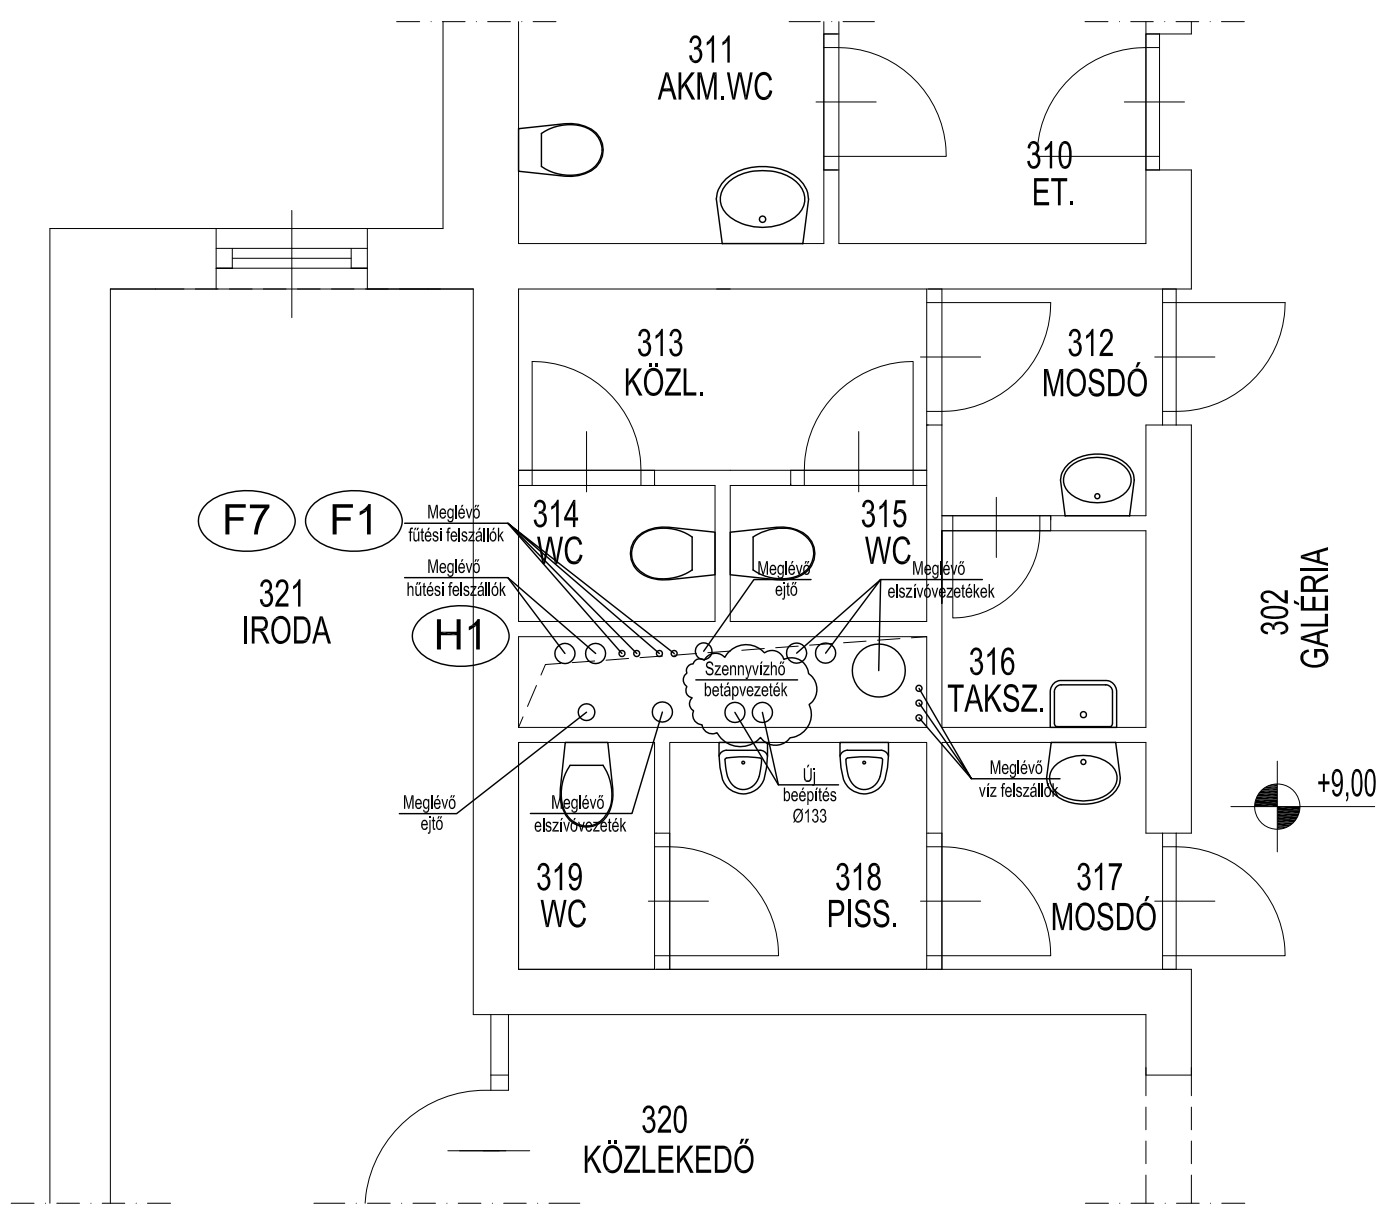 311
AKM.WC
310
ET.
313
KÖZL.
312
MOSDÓ
F7
F1
Meglévő
fűtési felszállók
314
WC
315
WC
Meglévő
hűtési felszállók
Meglévő
ejtő
Meglévő
elszívóvezetékek
321
IRODA
H1
302
GALÉRIA
316
TAKSZ.
Szennyvízhő
betápvezeték
Meglévő
ejtő
Meglévő
elszívóvezeték
Új
beépítés
Ø133
Meglévő
víz felszállók
+9,00
319
WC
318
PISS.
317
MOSDÓ
320
KÖZLEKEDŐ